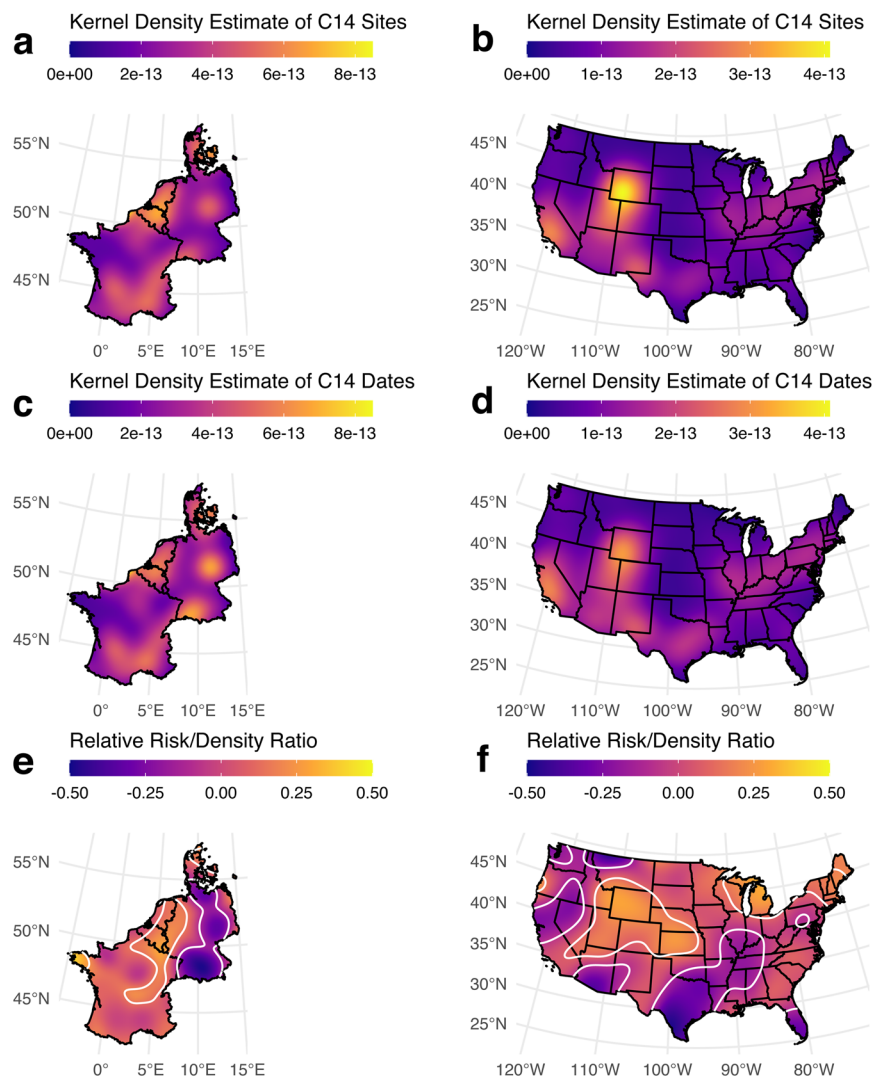 a
Kernel Density Estimate of C14 Sites
0e+00 2e-13 4e-13 6e-13 8e-13
55°N
50°N
45°N
0° 5°E 10°E 15°E
b
Kernel Density Estimate of C14 Sites
0e+00 1e-13 2e-13 3e-13 4e-13
45°N
40°N
35°N
30°N
25°N
120°W 110°W 100°W 90°W 80°W
c
Kernel Density Estimate of C14 Dates
0e+00 2e-13 4e-13 6e-13 8e-13
55°N
50°N
45°N
0° 5°E 10°E 15°E
d
Kernel Density Estimate of C14 Dates
0e+00 1e-13 2e-13 3e-13 4e-13
45°N
40°N
35°N
30°N
25°N
120°W 110°W 100°W 90°W 80°W
e
Relative Risk/Density Ratio
-0.50 -0.25 0.00 0.25 0.50
55°N
50°N
45°N
0° 5°E 10°E 15°E
f
Relative Risk/Density Ratio
-0.50 -0.25 0.00 0.25 0.50
45°N
40°N
35°N
30°N
25°N
120°W 110°W 100°W 90°W 80°W